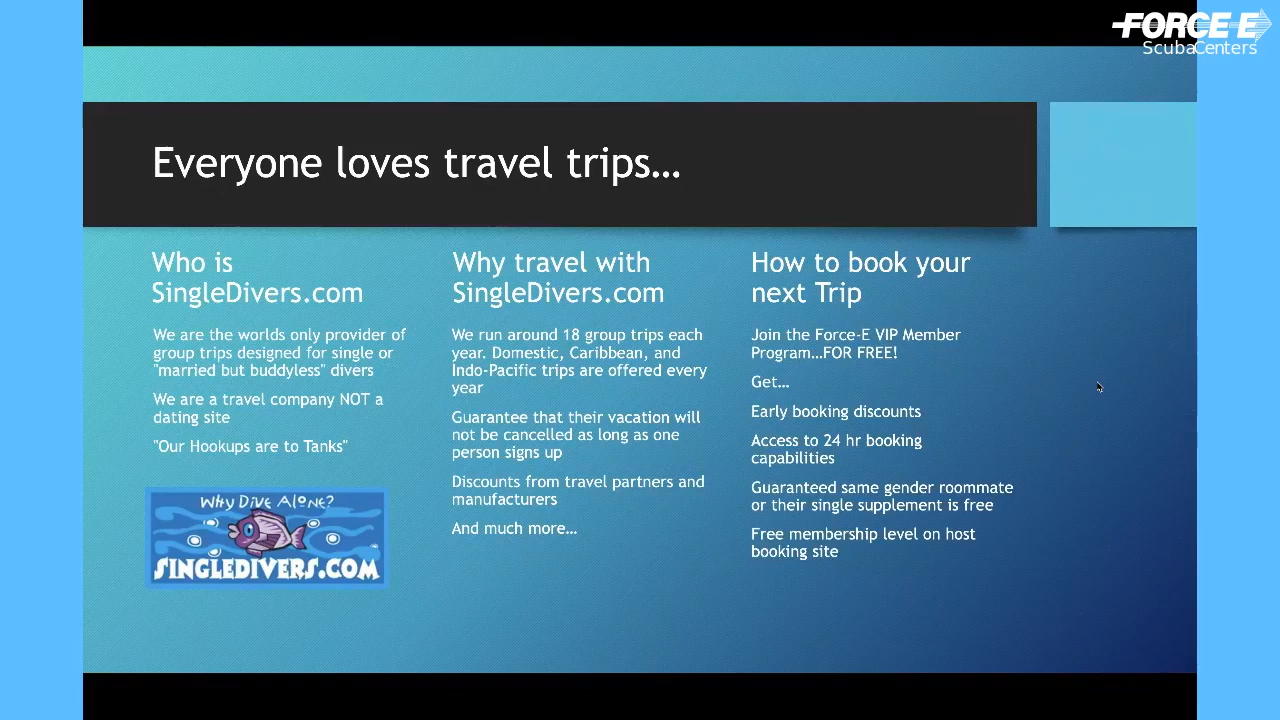 FORCE-E
ScubaCenters
Everyone loves travel trips…
Who is
SingleDivers.com
We are the worlds only provider of
group trips designed for single or
"married but buddyless" divers
We are a travel company NOT a
dating site
"Our Hookups are to Tanks"
Why Dive Alone?
SINGLEDIVERS.COM
Why travel with
SingleDivers.com
We run around 18 group trips each
year. Domestic, Caribbean, and
Indo-Pacific trips are offered every
year
Guarantee that their vacation will
not be cancelled as long as one
person signs up
Discounts from travel partners and
manufacturers
And much more…
How to book your
next Trip
Join the Force-E VIP Member
Program…FOR FREE!
Get…
Early booking discounts
Access to 24 hr booking
capabilities
Guaranteed same gender roommate
or their single supplement is free
Free membership level on host
booking site